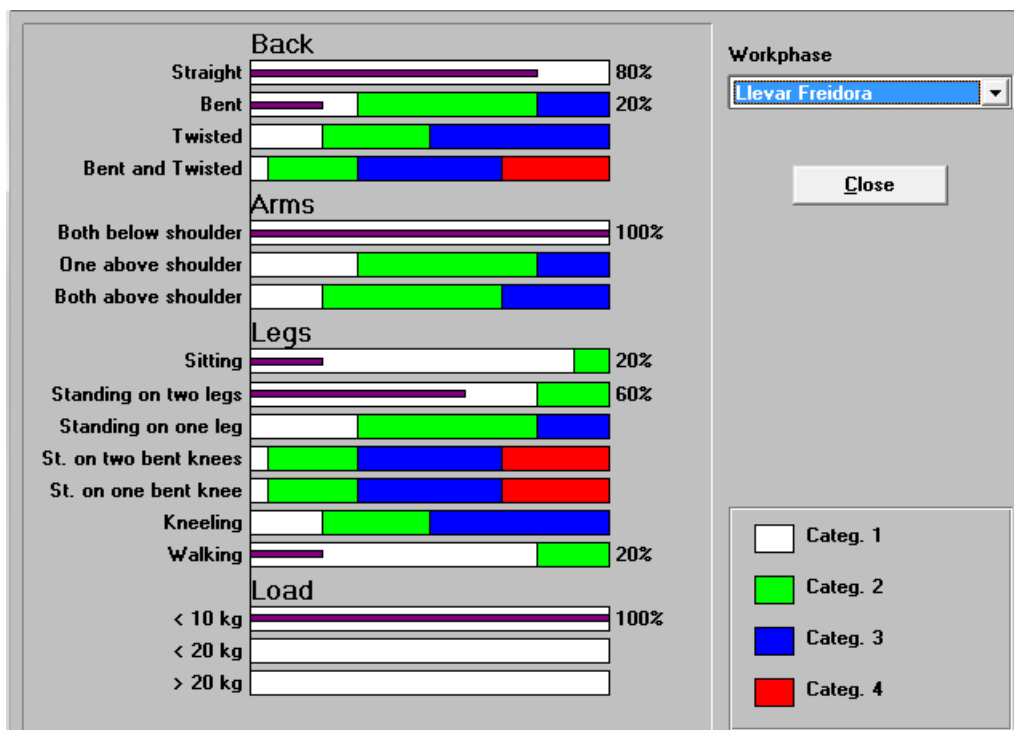 Back
Straight 80%
Bent 20%
Twisted
Bent and Twisted
Arms
Both below shoulder 100%
One above shoulder
Both above shoulder
Legs
Sitting 20%
Standing on two legs 60%
Standing on one leg
St. on two bent knees
St. on one bent knee
Kneeling
Walking 20%
Load
< 10 kg 100%
< 20 kg
> 20 kg
Workphase
Llevar Freidora
Close
Categ. 1
Categ. 2
Categ. 3
Categ. 4